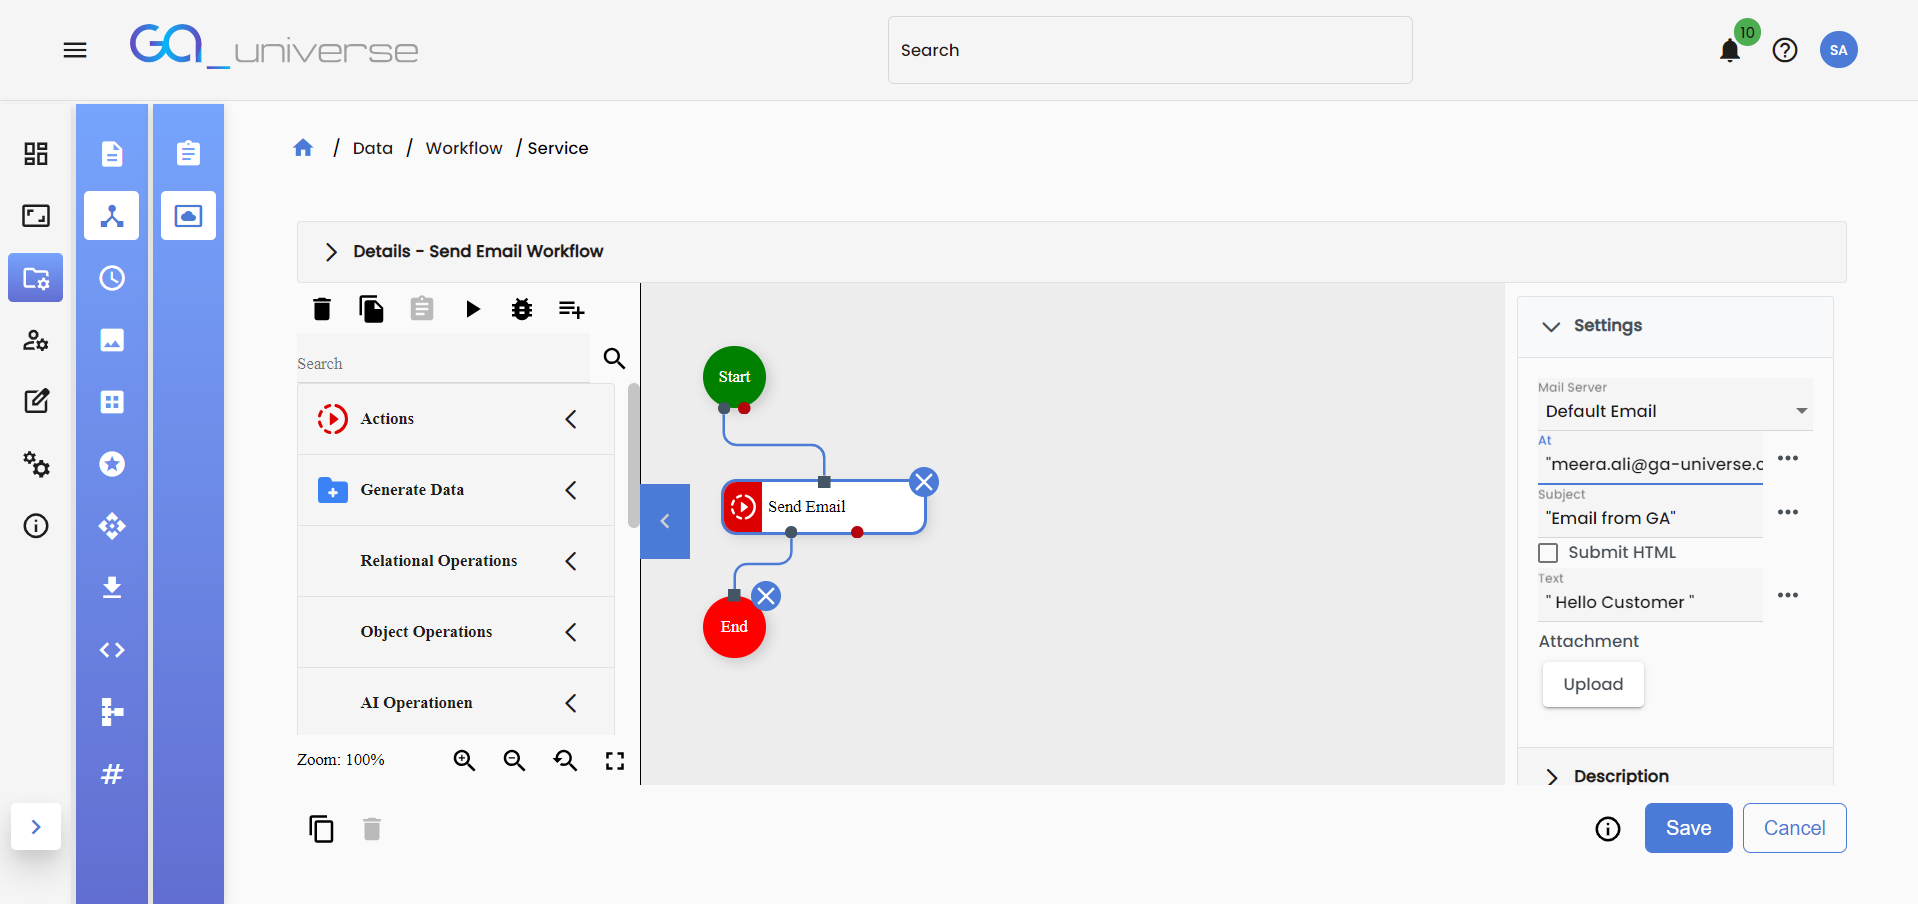 GA_universe
Search
10
SA
/ Data / Workflow / Service
Details - Send Email Workflow
Search
Actions
Generate Data
Relational Operations
Object Operations
AI Operationen
Zoom: 100%
Start
Send Email
End
Settings
Mail Server
Default Email
At
"meera.ali@ga-universe.c
Subject
"Email from GA"
Submit HTML
Text
" Hello Customer "
Attachment
Upload
Description
Save
Cancel